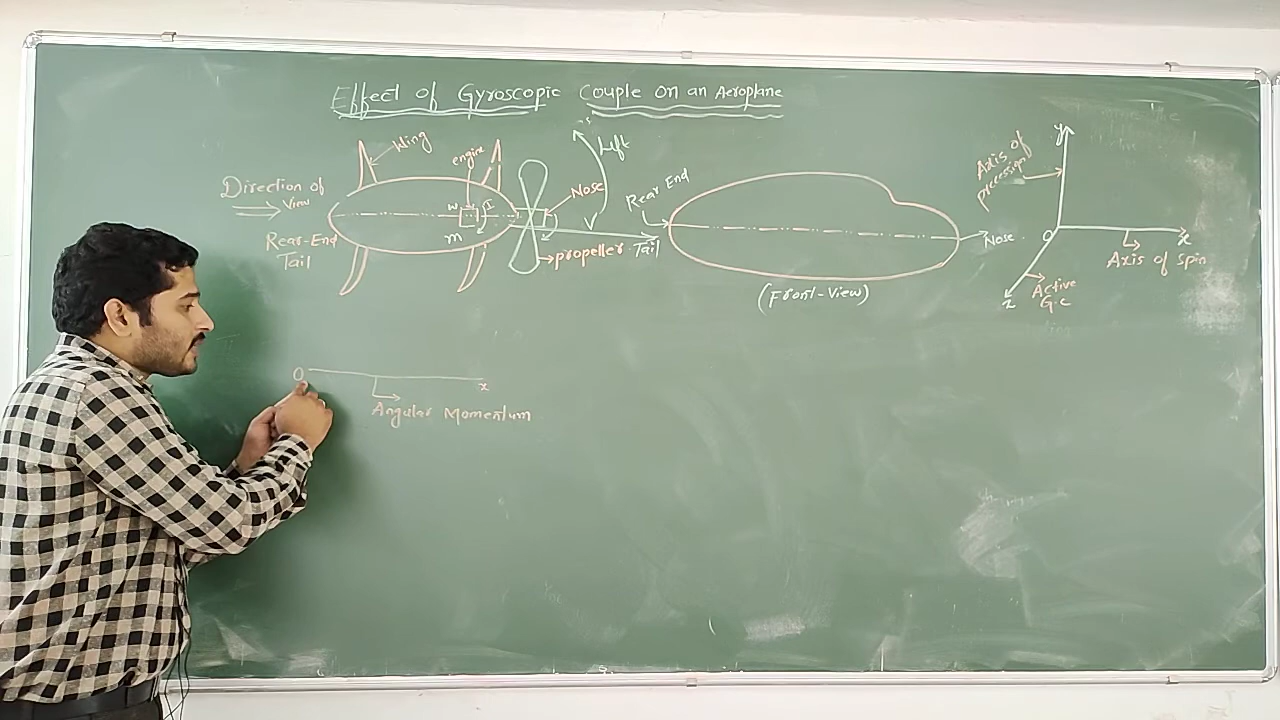 Effect of Gyroscopic Couple on an Aeroplane
Wing
engine
Left
Direction of
View
Nose
W
I
m
Rear-End
Tail
propeller
Tail
Rear End
Nose
(Front-View)
Axis of
precession
y
O
x
Axis of Spin
z
Active
G.C
O
x
Angular Momentum